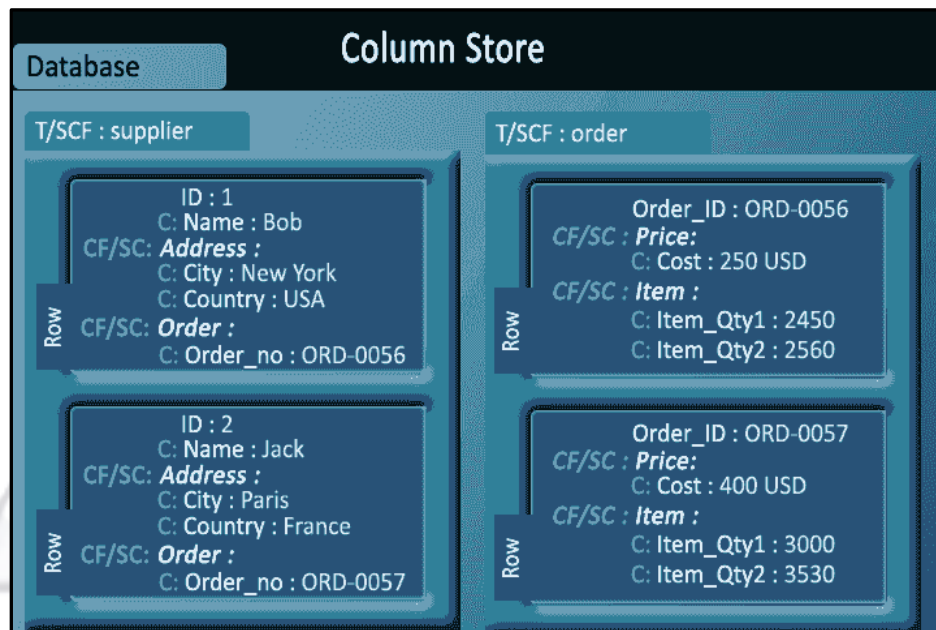 Column Store
Database
T/SCF : supplier
ID : 1
C: Name : Bob
CF/SC: Address :
C: City : New York
C: Country : USA
CF/SC: Order :
C: Order_no : ORD-0056
Row
ID : 2
C: Name : Jack
CF/SC: Address :
C: City : Paris
C: Country : France
CF/SC: Order :
C: Order_no : ORD-0057
Row
T/SCF : order
Order_ID : ORD-0056
CF/SC : Price:
C: Cost : 250 USD
CF/SC : Item :
C: Item_Qty1 : 2450
C: Item_Qty2 : 2560
Row
Order_ID : ORD-0057
CF/SC : Price:
C: Cost : 400 USD
CF/SC : Item :
C: Item_Qty1 : 3000
C: Item_Qty2 : 3530
Row